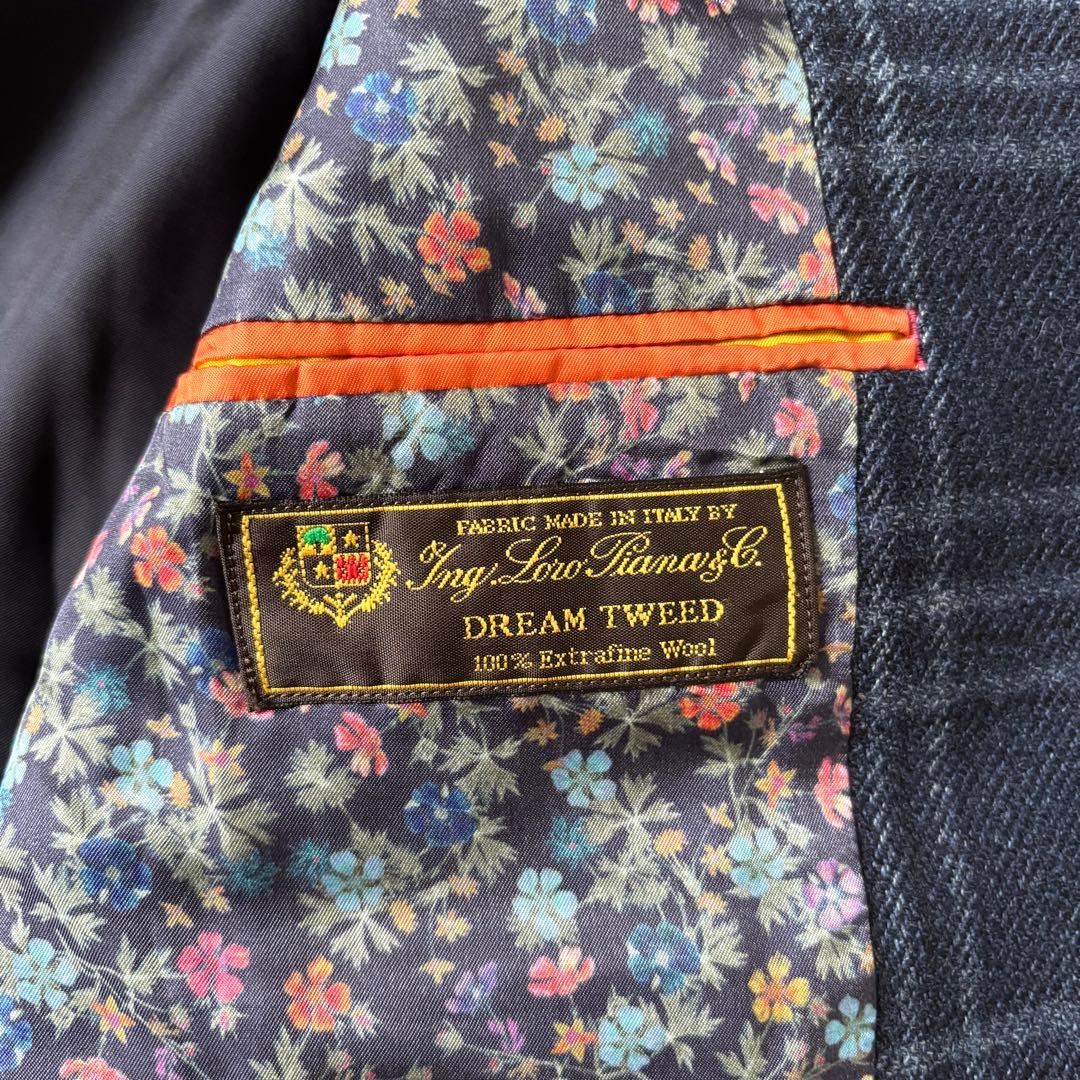 FABRIC MADE IN ITALY BY
Ing. Loro Piana & C.
DREAM TWEED
100% Extrafine Wool